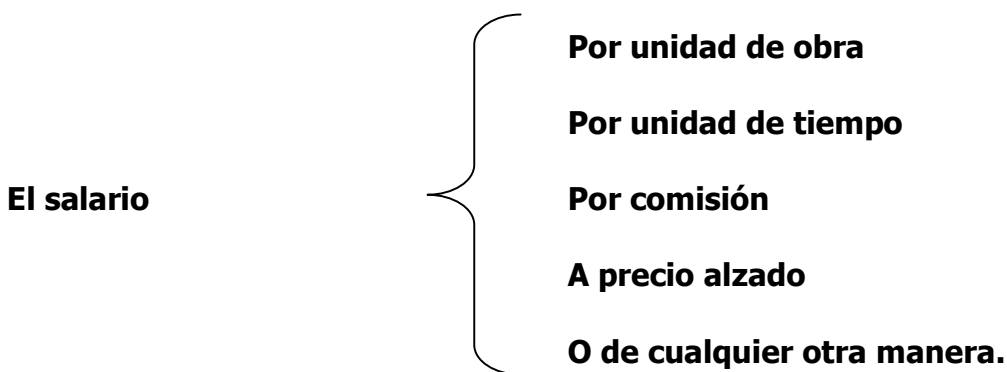 Por unidad de obra
Por unidad de tiempo
El salario
Por comisión
A precio alzado
O de cualquier otra manera.